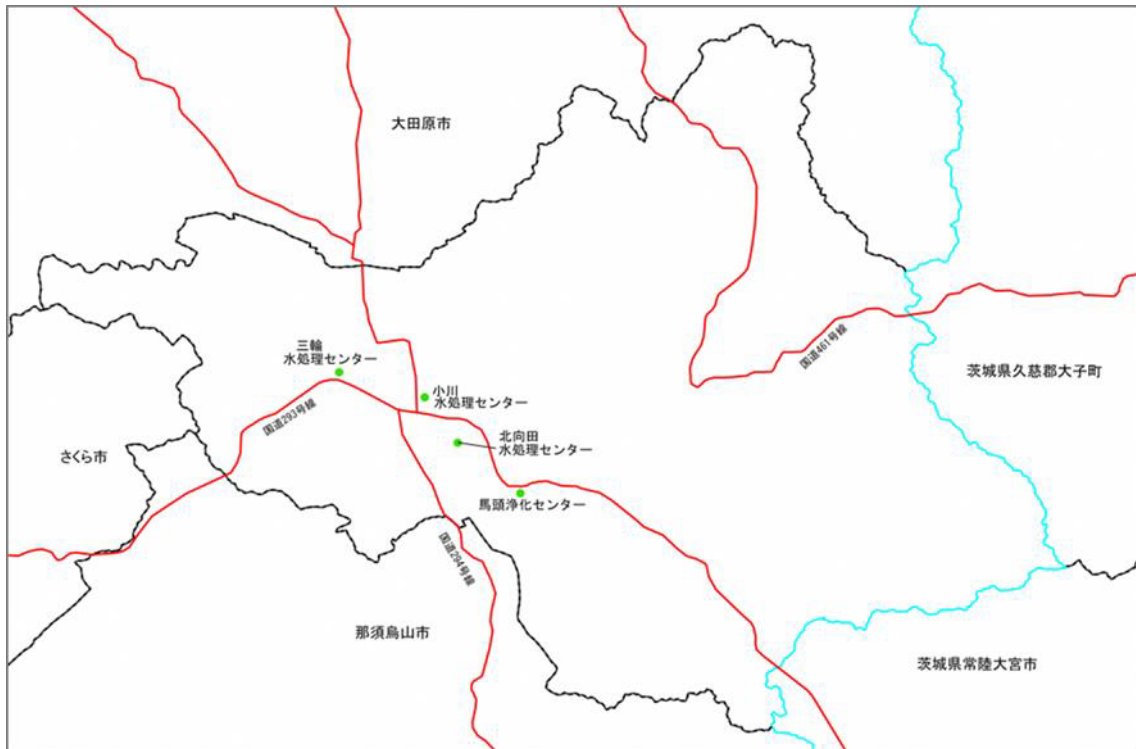 大田原市
三輪
水処理センター
小川
水処理センター
国道461号線
茨城県久慈郡大子町
国道293号線
北向田
水処理センター
さくら市
馬頭浄化センター
国道294号線
那須烏山市
茨城県常陸大宮市